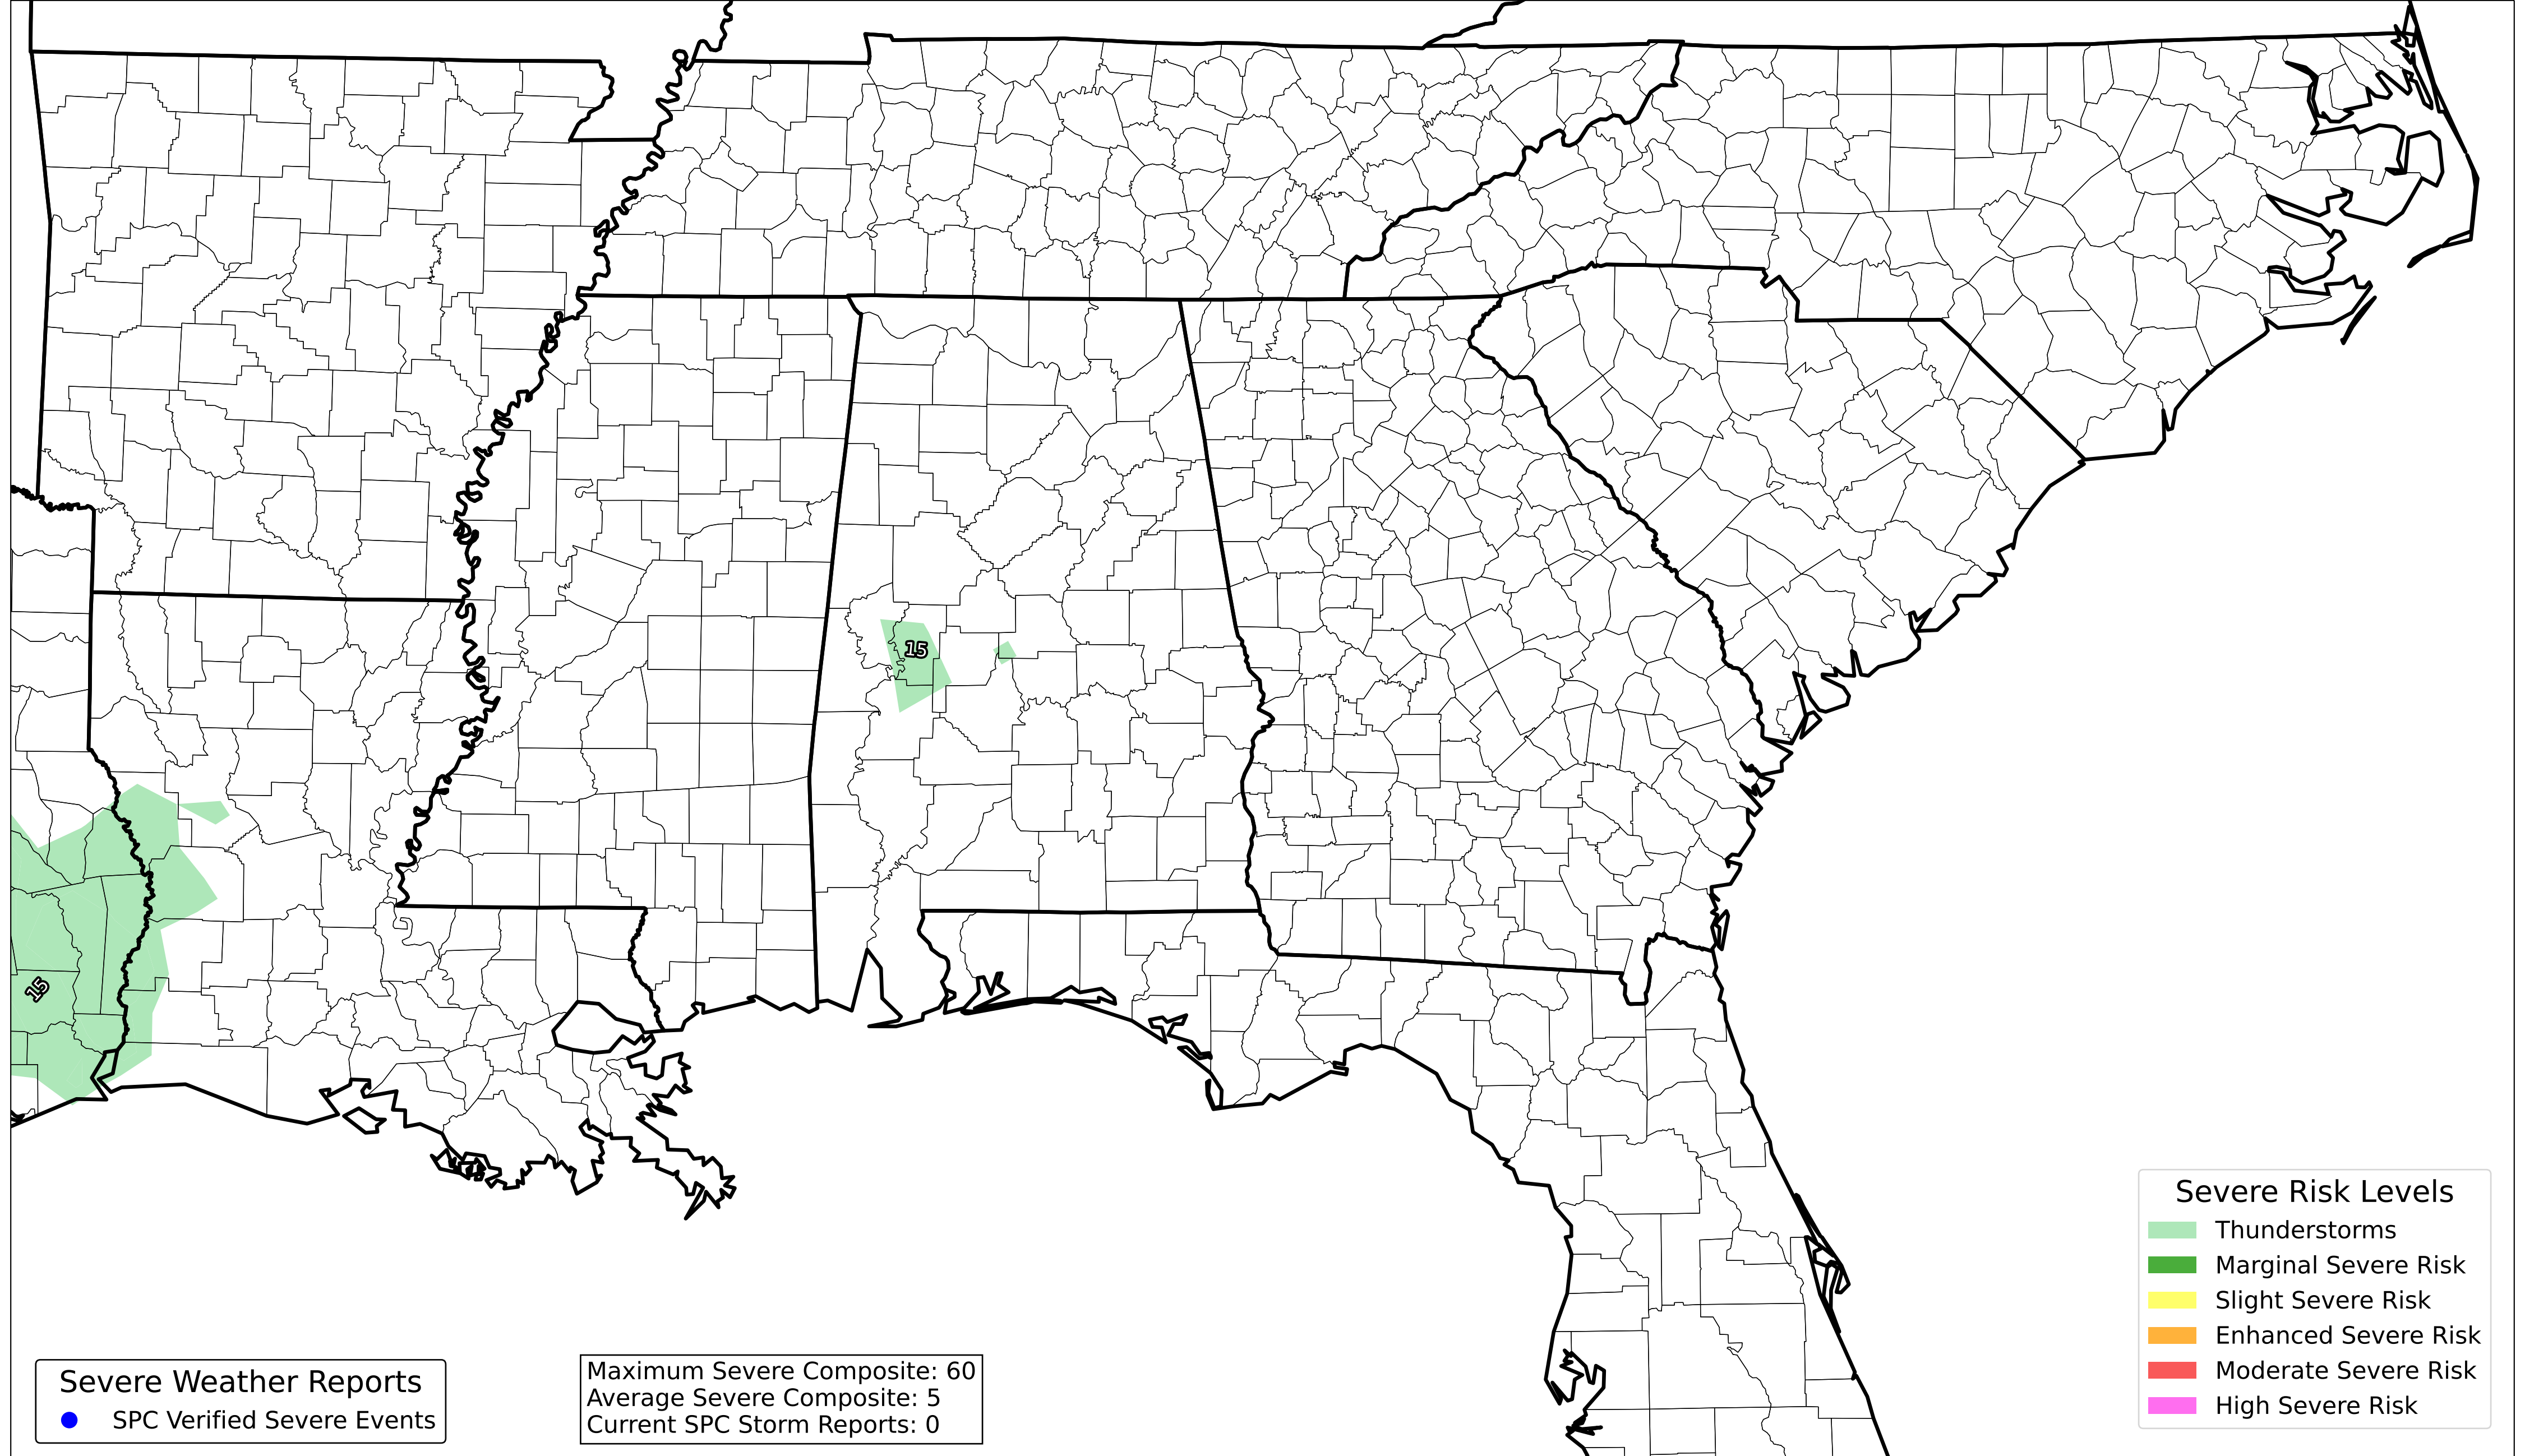 15
15
Severe Risk Levels
Thunderstorms
Marginal Severe Risk
Slight Severe Risk
Enhanced Severe Risk
Moderate Severe Risk
High Severe Risk
Severe Weather Reports
SPC Verified Severe Events
Maximum Severe Composite: 60
Average Severe Composite: 5
Current SPC Storm Reports: 0